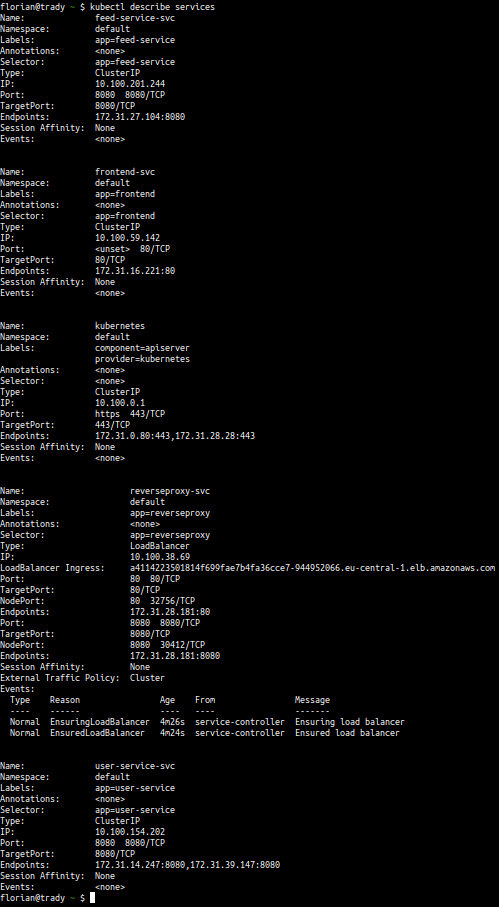 florian@trady ~ $ kubectl describe services
Name:              feed-service-svc
Namespace:         default
Labels:            app=feed-service
Annotations:       <none>
Selector:          app=feed-service
Type:              ClusterIP
IP:                10.100.201.244
Port:              8080  8080/TCP
TargetPort:        8080/TCP
Endpoints:         172.31.27.104:8080
Session Affinity:  None
Events:            <none>


Name:              frontend-svc
Namespace:         default
Labels:            app=frontend
Annotations:       <none>
Selector:          app=frontend
Type:              ClusterIP
IP:                10.100.59.142
Port:              <unset>  80/TCP
TargetPort:        80/TCP
Endpoints:         172.31.16.221:80
Session Affinity:  None
Events:            <none>


Name:              kubernetes
Namespace:         default
Labels:            component=apiserver
                   provider=kubernetes
Annotations:       <none>
Selector:          <none>
Type:              ClusterIP
IP:                10.100.0.1
Port:              https  443/TCP
TargetPort:        443/TCP
Endpoints:         172.31.0.80:443,172.31.28.28:443
Session Affinity:  None
Events:            <none>


Name:                     reverseproxy-svc
Namespace:                default
Labels:                   app=reverseproxy
Annotations:              <none>
Selector:                 app=reverseproxy
Type:                     LoadBalancer
IP:                       10.100.38.69
LoadBalancer Ingress:     a4114223501814f699fae7b4fa36cce7-944952066.eu-central-1.elb.amazonaws.com
Port:                     80  80/TCP
TargetPort:               80/TCP
NodePort:                 80  32756/TCP
Endpoints:                172.31.28.181:80
Port:                     8080  8080/TCP
TargetPort:               8080/TCP
NodePort:                 8080  30412/TCP
Endpoints:                172.31.28.181:8080
Session Affinity:         None
External Traffic Policy:  Cluster
Events:
  Type    Reason                Age    From                Message
  ----    ------                ----   ----                -------
  Normal  EnsuringLoadBalancer  4m26s  service-controller  Ensuring load balancer
  Normal  EnsuredLoadBalancer   4m24s  service-controller  Ensured load balancer


Name:              user-service-svc
Namespace:         default
Labels:            app=user-service
Annotations:       <none>
Selector:          app=user-service
Type:              ClusterIP
IP:                10.100.154.202
Port:              8080  8080/TCP
TargetPort:        8080/TCP
Endpoints:         172.31.14.247:8080,172.31.39.147:8080
Session Affinity:  None
Events:            <none>
florian@trady ~ $